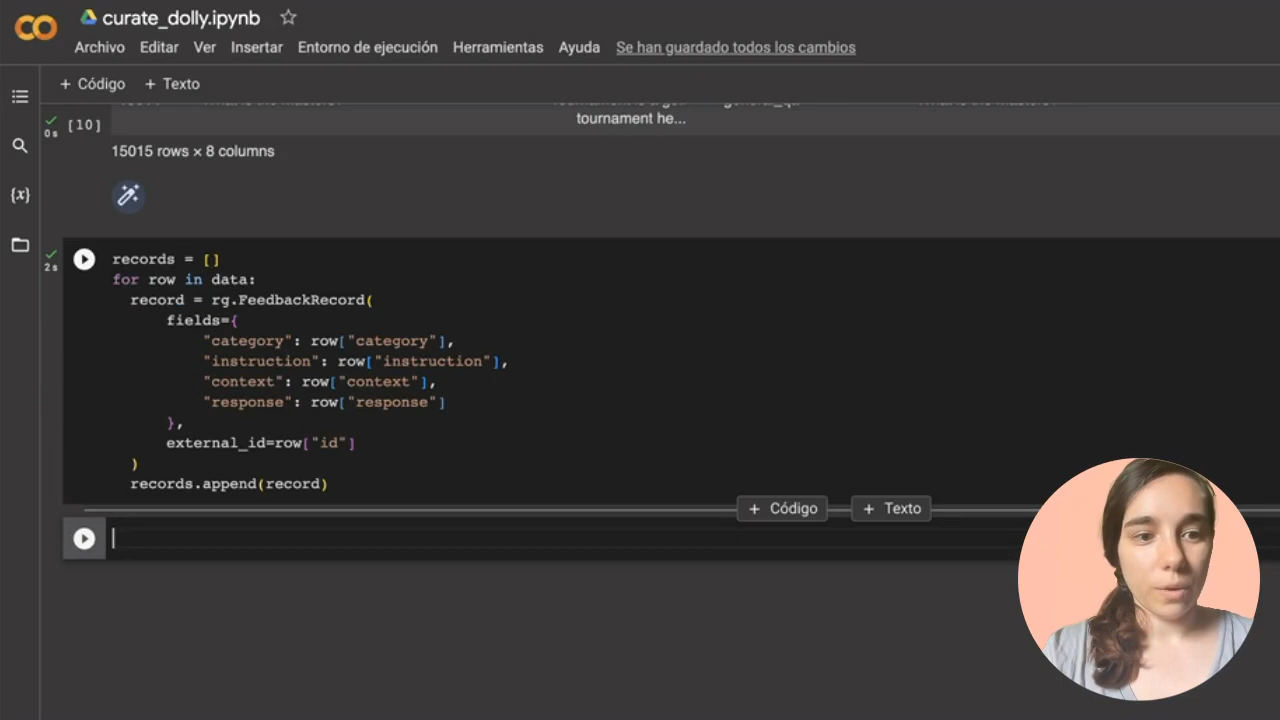 curate_dolly.ipynb
Archivo Editar Ver Insertar Entorno de ejecución Herramientas Ayuda Se han guardado todos los cambios
+ Código + Texto
tournament he...
0s [10]
15015 rows × 8 columns
{x}
2s
records = []
for row in data:
record = rg.FeedbackRecord(
fields={
"category": row["category"],
"instruction": row["instruction"],
"context": row["context"],
"response": row["response"]
},
external_id=row["id"]
)
records.append(record)
+ Código + Texto